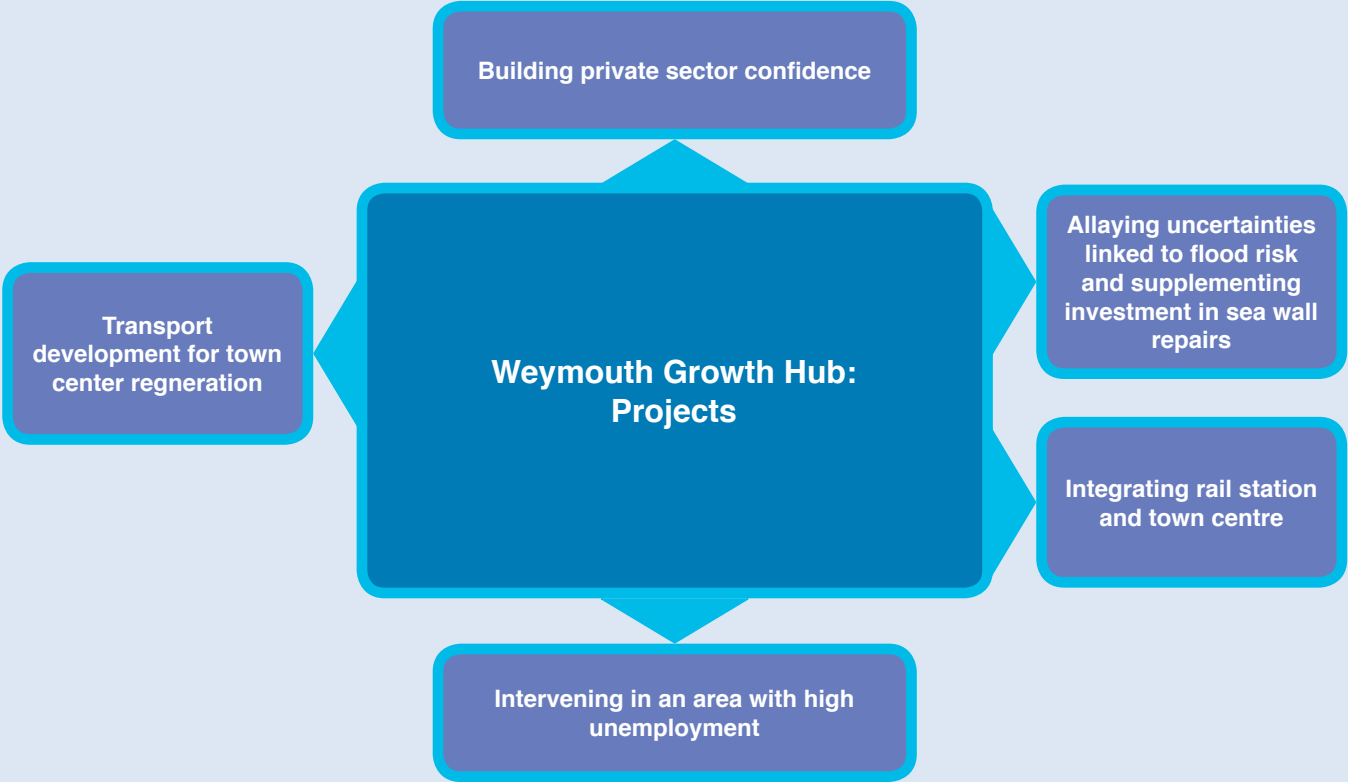 Building private sector confidence
Allaying uncertainties
linked to flood risk
and supplementing
investment in sea wall
repairs
Transport
development for town
center regneration
Weymouth Growth Hub:
Projects
Integrating rail station
and town centre
Intervening in an area with high
unemployment